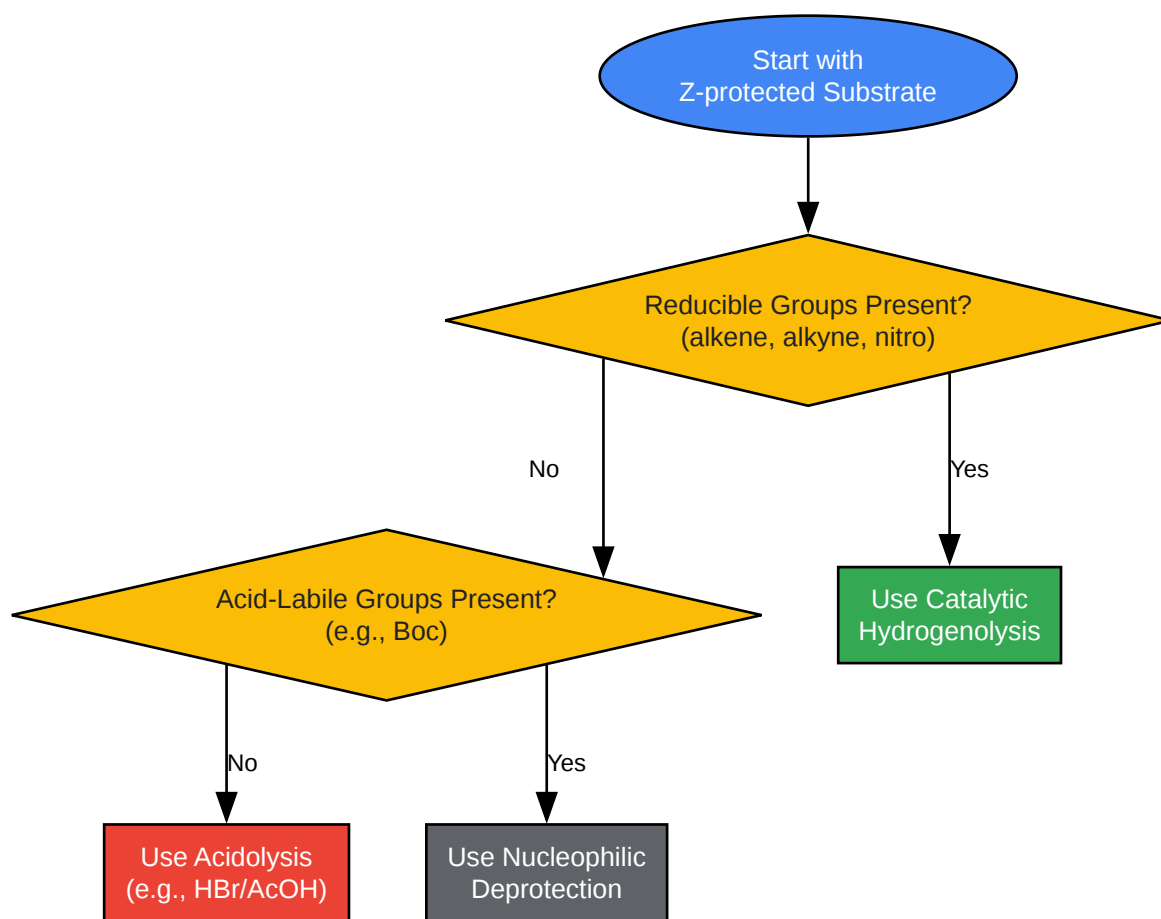 Start with
Z-protected Substrate
Reducible Groups Present?
(alkene, alkyne, nitro)
No
Yes
Acid-Labile Groups Present?
(e.g., Boc)
Use Catalytic
Hydrogenolysis
No
Yes
Use Acidolysis
(e.g., HBr/AcOH)
Use Nucleophilic
Deprotection